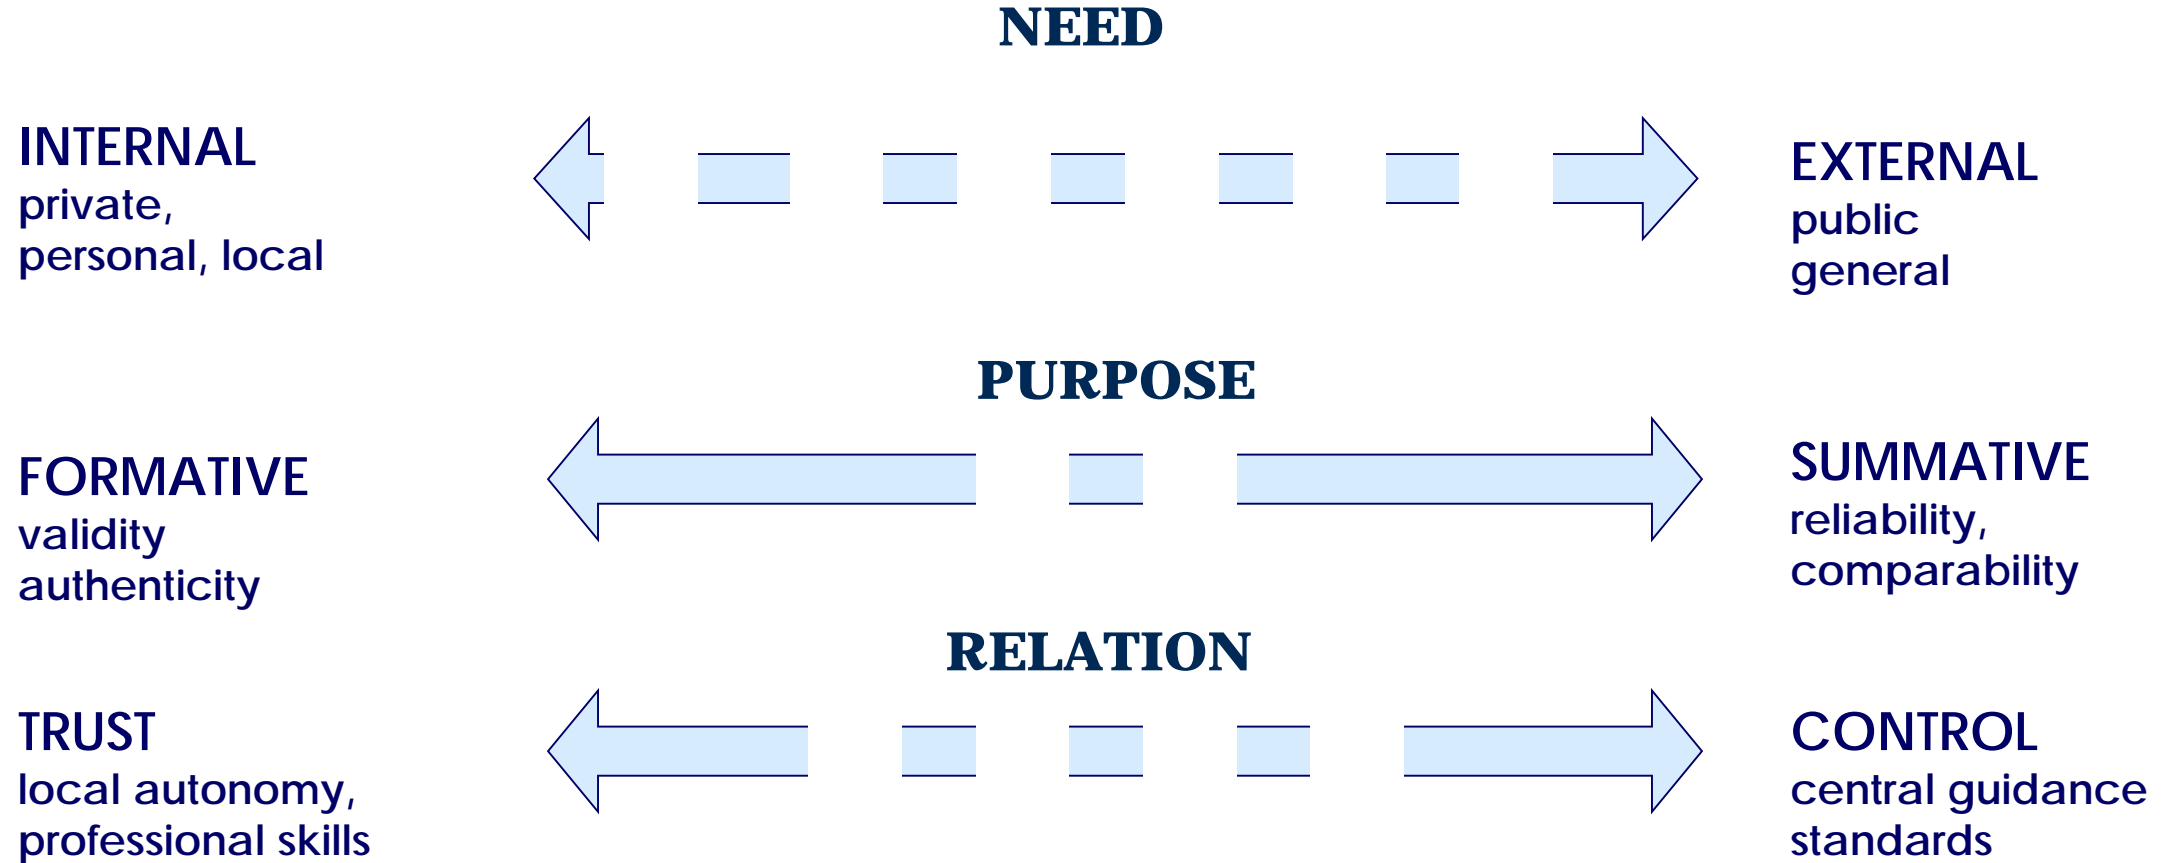 NEED
INTERNAL
private,
personal, local
EXTERNAL
public
general
PURPOSE
FORMATIVE
validity
authenticity
SUMMATIVE
reliability,
comparability
RELATION
TRUST
local autonomy,
professional skills
CONTROL
central guidance
standards